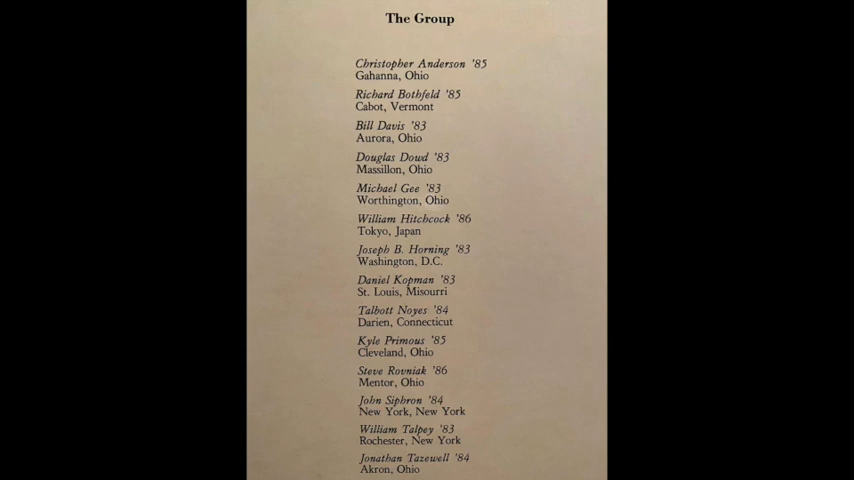 The Group
Christopher Anderson '85
Gahanna, Ohio
Richard Bothfeld '85
Cabot, Vermont
Bill Davis '83
Aurora, Ohio
Douglas Dowd '83
Massillon, Ohio
Michael Gee '83
Worthington, Ohio
William Hitchcock '86
Tokyo, Japan
Joseph B. Horning '83
Washington, D.C.
Daniel Kopman '83
St. Louis, Misourri
Talbott Noyes '84
Darien, Connecticut
Kyle Primous '85
Cleveland, Ohio
Steve Rovniak '86
Mentor, Ohio
John Siphron '84
New York, New York
William Talpey '83
Rochester, New York
Jonathan Tazewell '84
Akron, Ohio